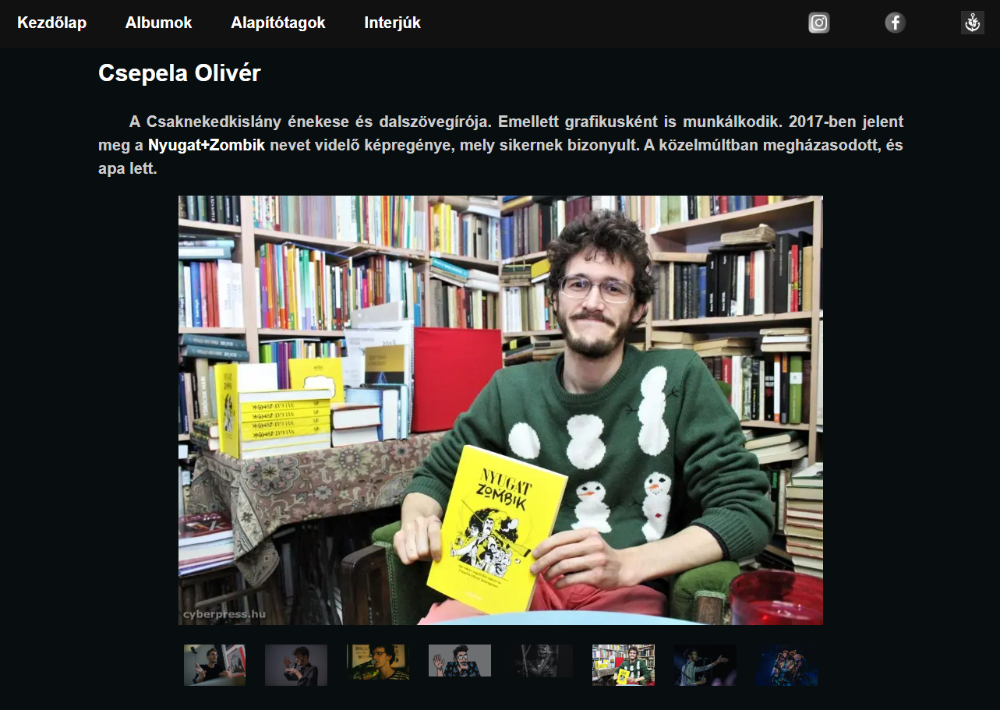 Kezdőlap Albumok Alapítótagok Interjúk
Csepela Olivér
A Csaknekedkislány énekese és dalszövegírója. Emellett grafikusként is munkálkodik. 2017-ben jelent
meg a Nyugat+Zombik nevet videlő képregénye, mely sikernek bizonyult. A közelmúltban megházasodott, és
apa lett.
NYUGAT
ZOMBIK
cyberpress.hu